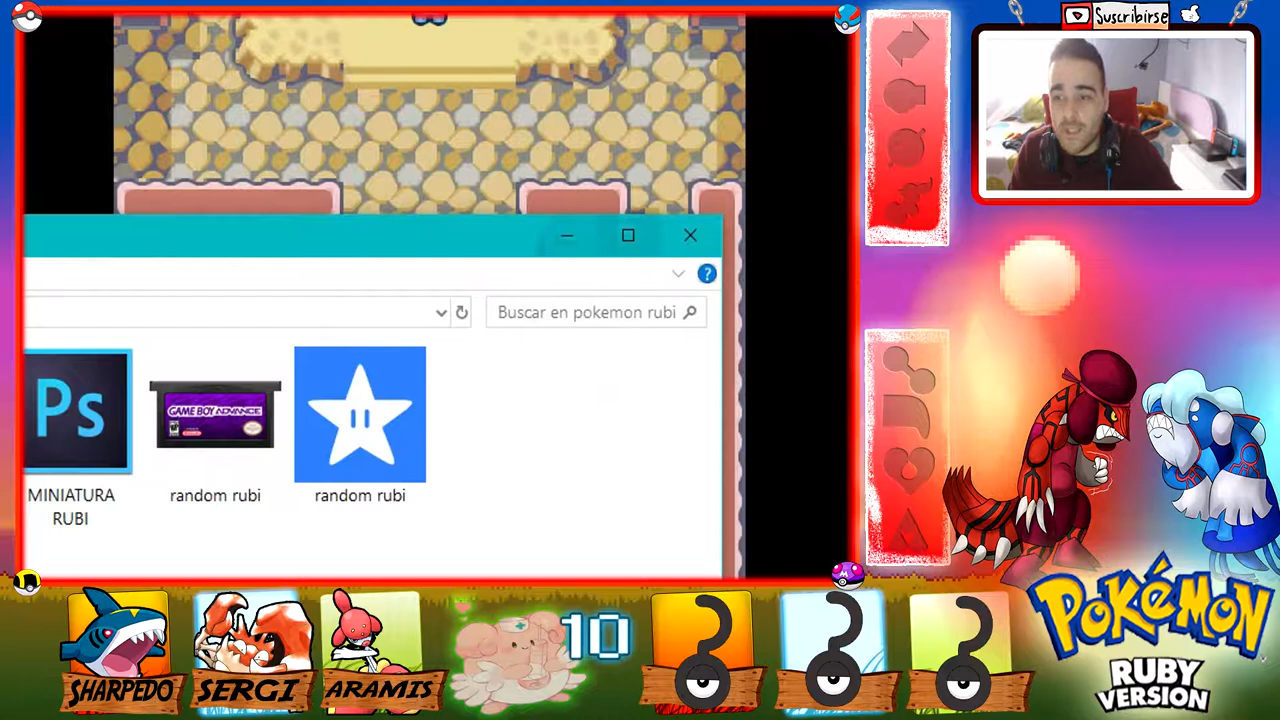 Suscribirse
?
Buscar en pokemon rubi
Ps
GAME BOY ADVANCE
MINIATURA
RUBI
random rubi
random rubi
SHARPEDO
SERGI
ARAMIS
10
POKéMON
RUBY
VERSION